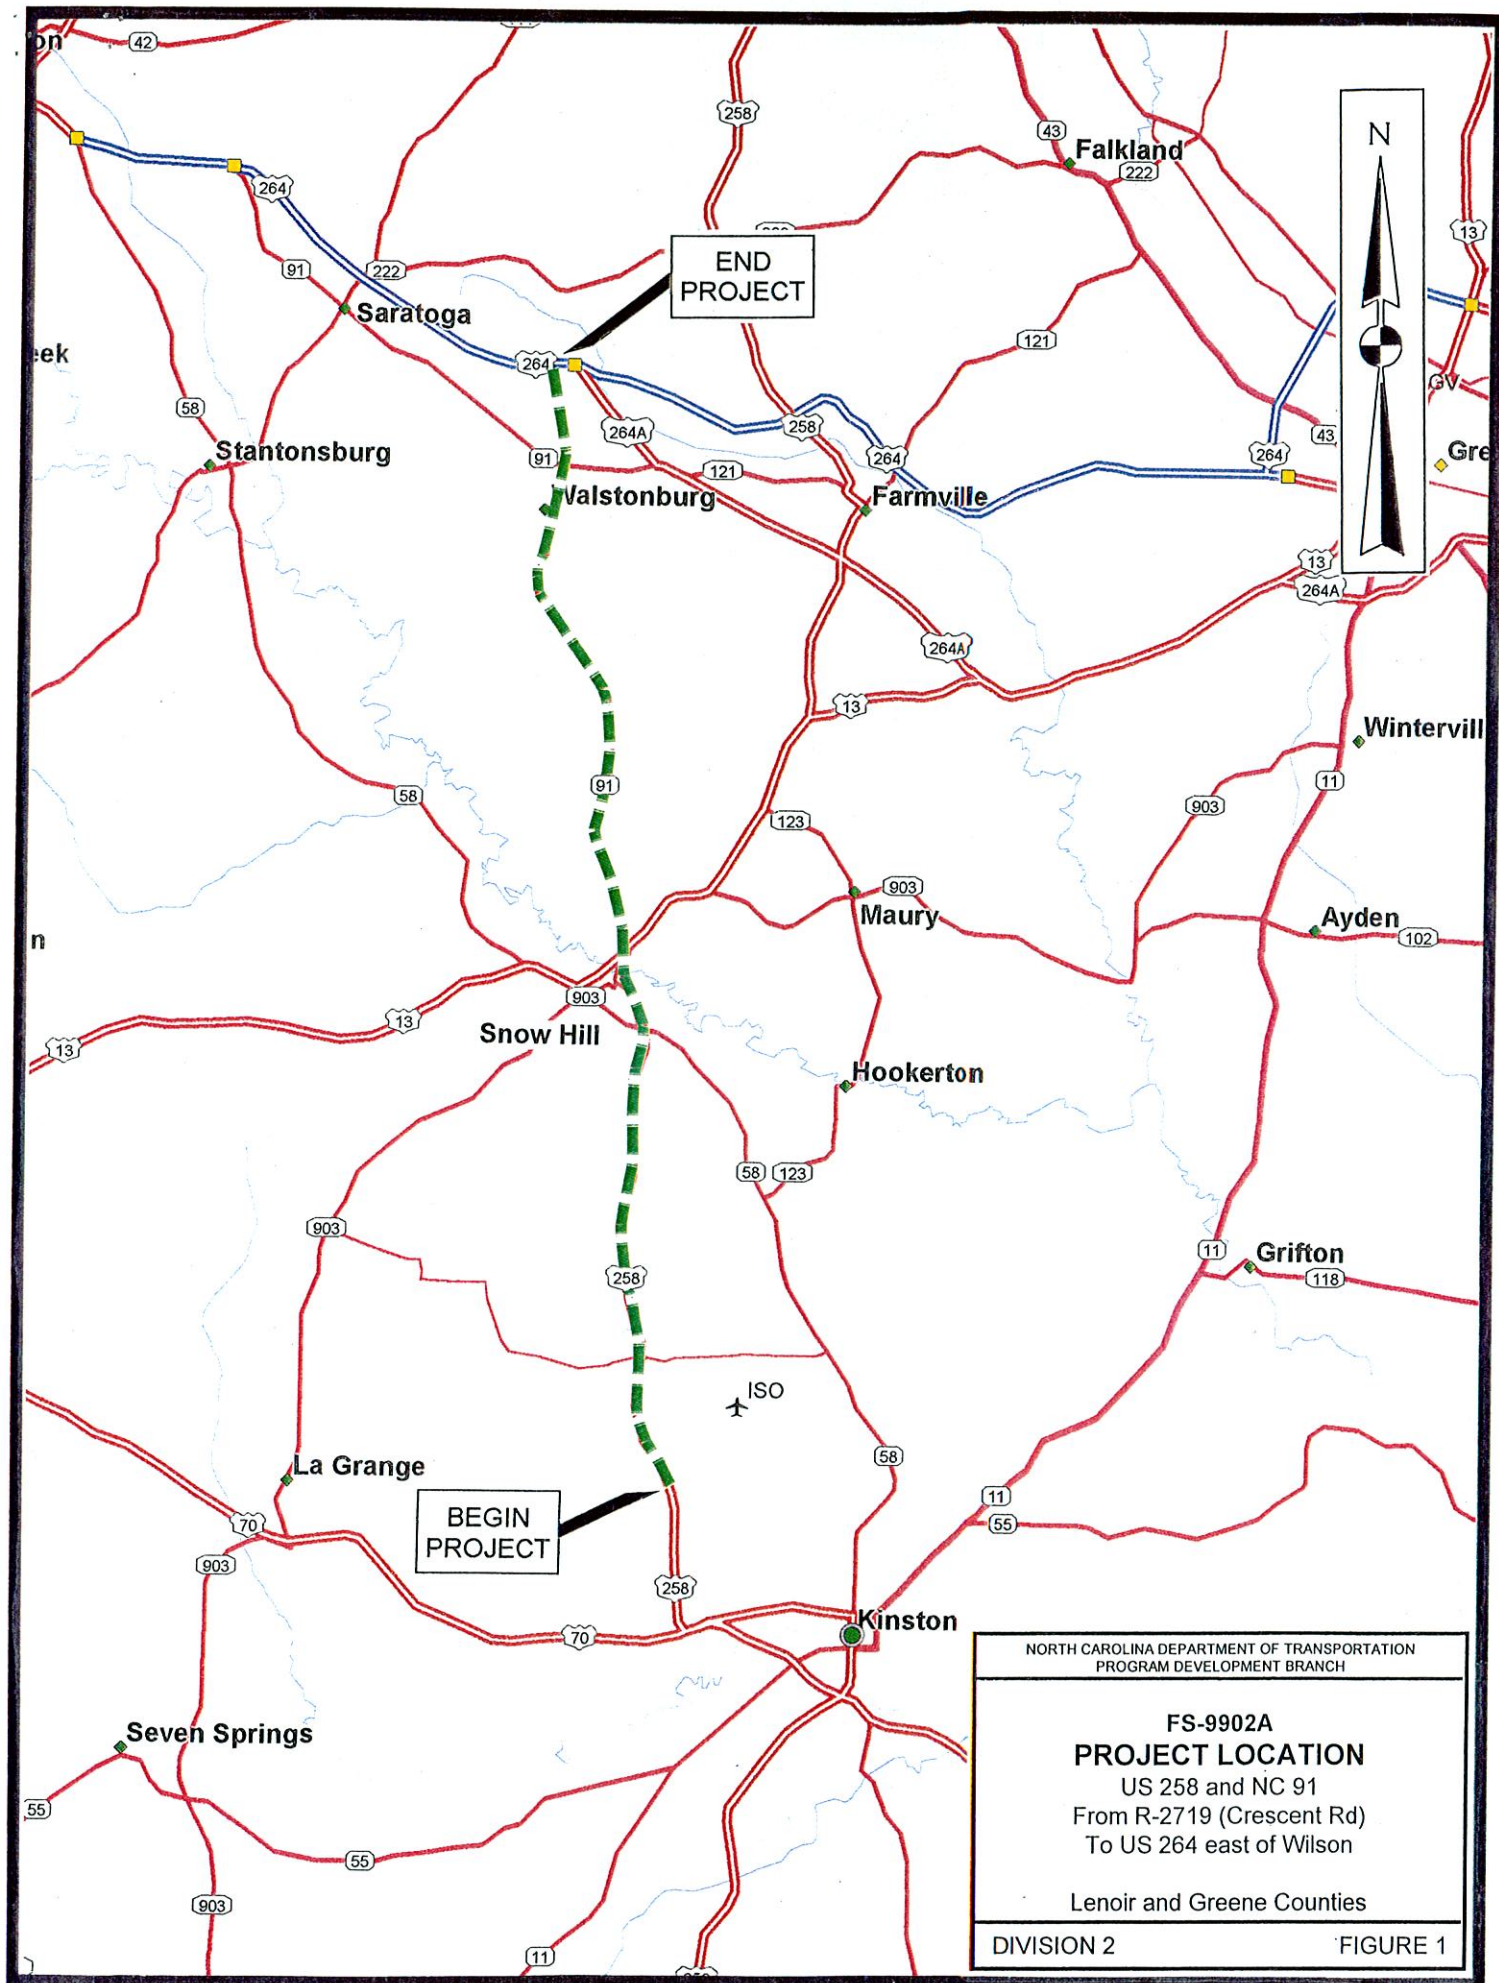 on
42
258
43
Falkland
222
N
264
13
91
222
END
PROJECT
Saratoga
264
121
eek
GV
58
264A
258
43
Stantonsburg
91
121
264
264
Gre
Walstonburg
Farmville
13
264A
264A
13
Wintervill
11
58
91
123
903
903
Maury
Ayden
102
n
903
13
13
Snow Hill
Hookerton
58
123
903
11
Grifton
118
258
ISO
58
La Grange
BEGIN
PROJECT
11
55
70
903
258
70
Kinston
Seven Springs
55
55
903
11
NORTH CAROLINA DEPARTMENT OF TRANSPORTATION
PROGRAM DEVELOPMENT BRANCH
FS-9902A
PROJECT LOCATION
US 258 and NC 91
From R-2719 (Crescent Rd)
To US 264 east of Wilson
Lenoir and Greene Counties
DIVISION 2
FIGURE 1